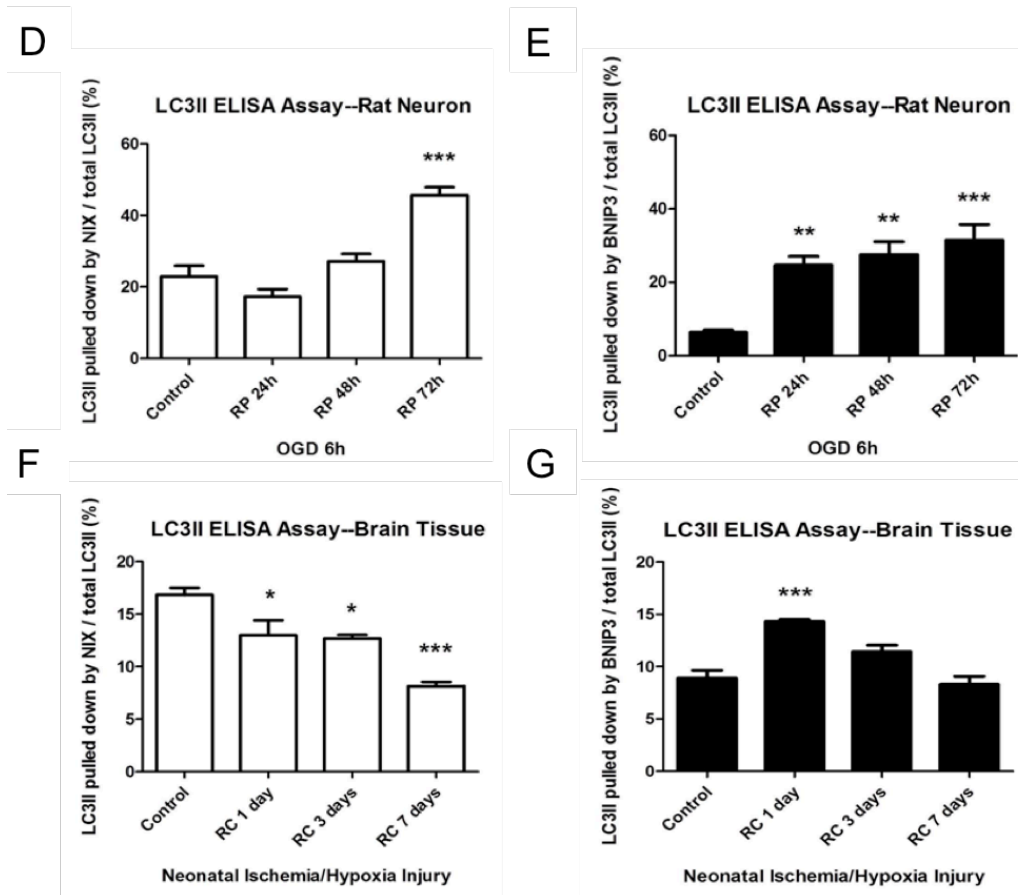 D
LC3II ELISA Assay--Rat Neuron
LC3II pulled down by NIX / total LC3II (%)
60
40
20
0
***
Control
RP 24h
RP 48h
RP 72h
OGD 6h
E
LC3II ELISA Assay--Rat Neuron
LC3II pulled down by BNIP3 / total LC3II (%)
60
40
20
0
**
**
***
Control
RP 24h
RP 48h
RP 72h
OGD 6h
F
LC3II ELISA Assay--Brain Tissue
LC3II pulled down by NIX / total LC3II (%)
20
15
10
5
0
*
*
***
Control
RC 1 day
RC 3 days
RC 7 days
Neonatal Ischemia/Hypoxia Injury
G
LC3II ELISA Assay--Brain Tissue
LC3II pulled down by BNIP3 / total LC3II (%)
20
15
10
5
0
***
Control
RC 1 day
RC 3 days
RC 7 days
Neonatal Ischemia/Hypoxia Injury